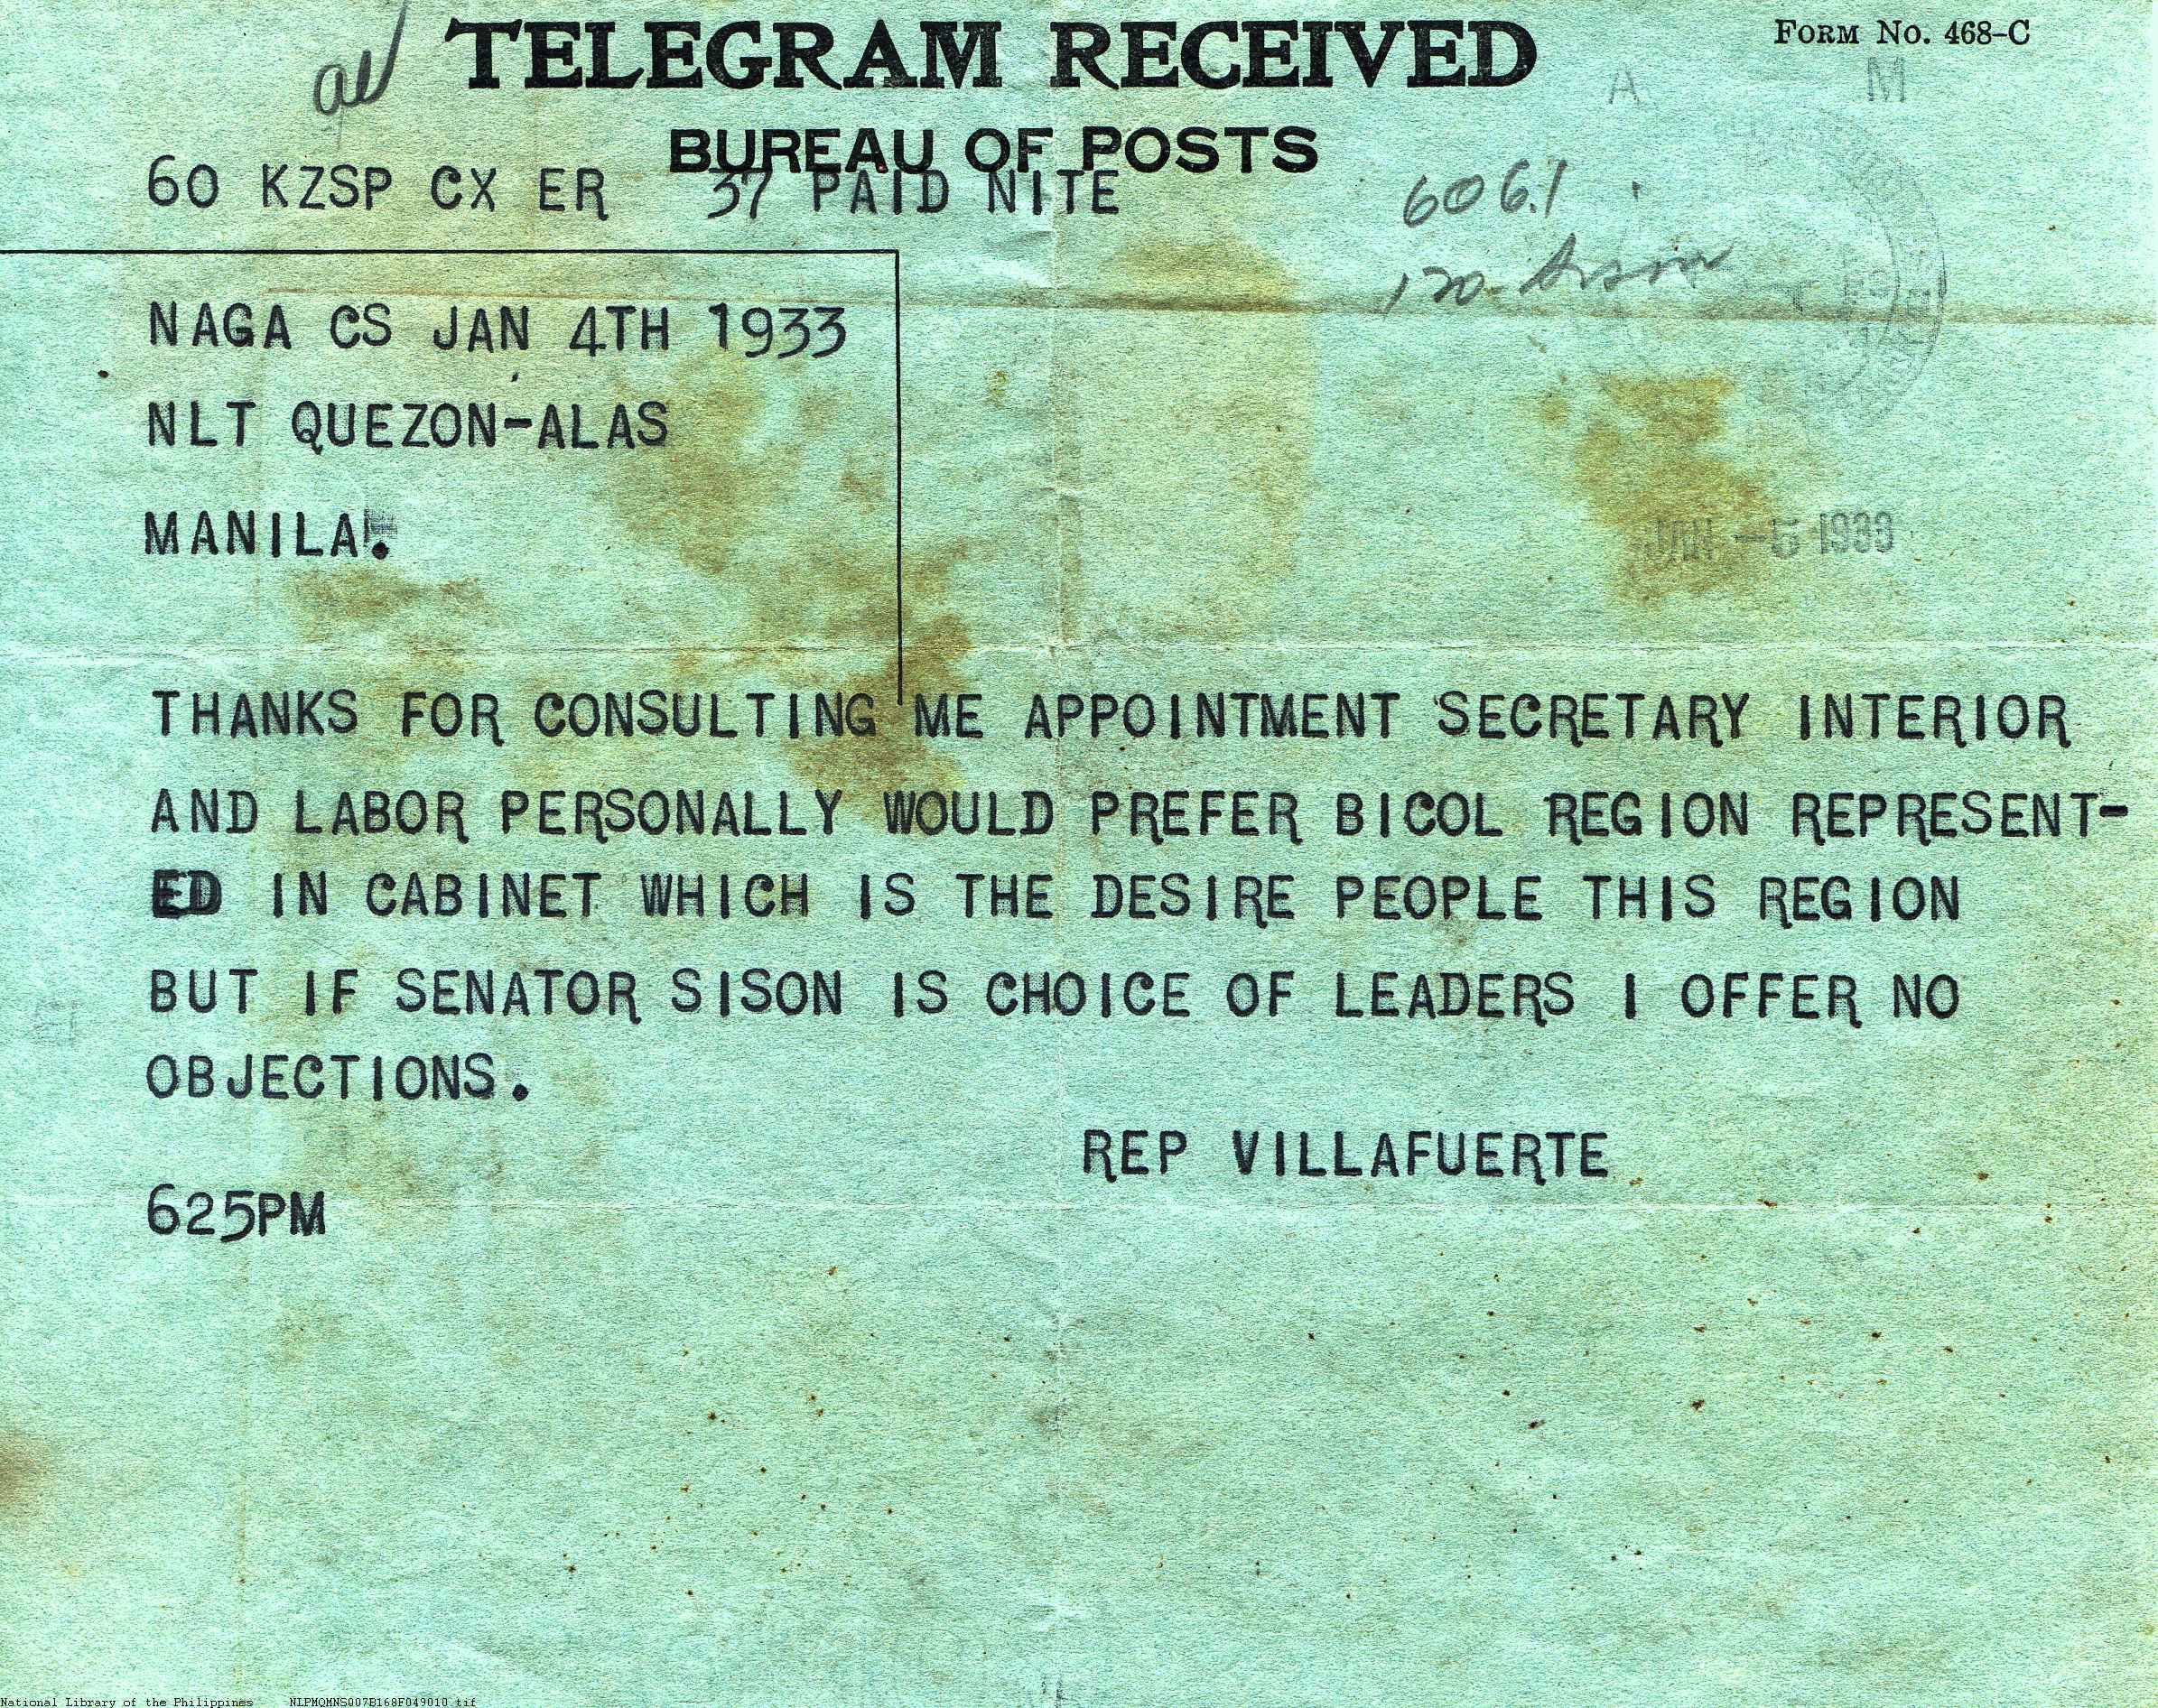 TELEGRAM RECEIVED
FORM NO. 468-C
A M
BUREAU OF POSTS
60 KZSP CX ER 37 PAID NITE
606.1
170-
NAGA CS JAN 4TH 1933
NLT QUEZON-ALAS
MANILA.
JAN -5 1933
THANKS FOR CONSULTING ME APPOINTMENT SECRETARY INTERIOR
AND LABOR PERSONALLY WOULD PREFER BICOL REGION REPRESENT-
ED IN CABINET WHICH IS THE DESIRE PEOPLE THIS REGION
BUT IF SENATOR SISON IS CHOICE OF LEADERS I OFFER NO
OBJECTIONS.
REP VILLAFUERTE
625PM
National Library of the Philippines NLPMQMNS007B168F049010.tif